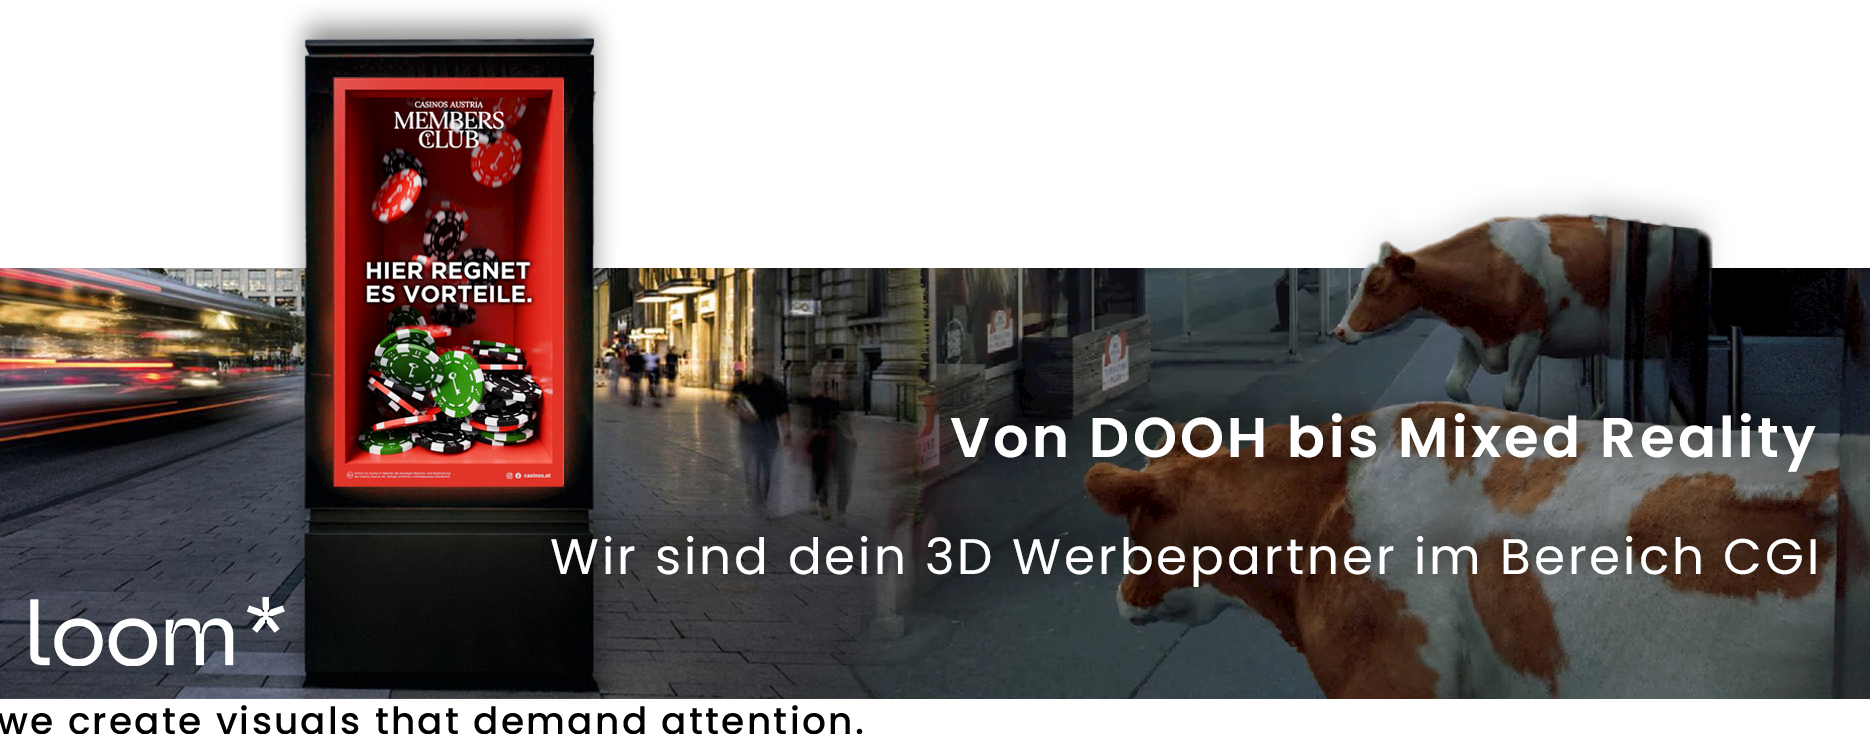 CASINOS AUSTRIA
MEMBERS
CLUB
HIER REGNET
ES VORTEILE.
casinos.at
Von DOOH bis Mixed Reality
Wir sind dein 3D Werbepartner im Bereich CGI
loom*
we create visuals that demand attention.